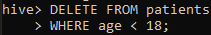 hive> DELETE FROM patients
    > WHERE age < 18;